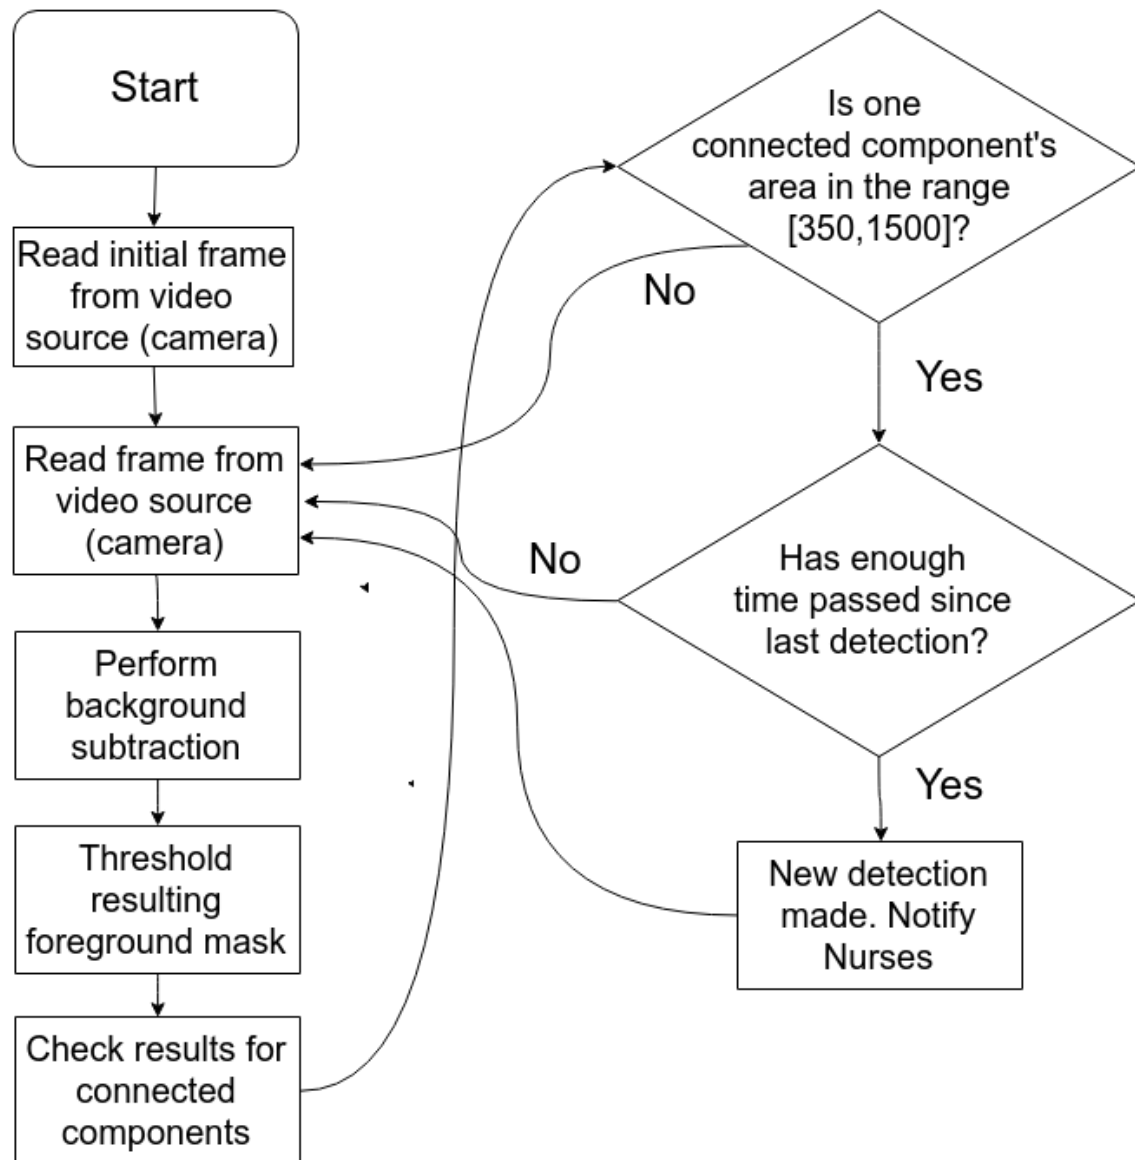 Start
Read initial frame
from video
source (camera)
Read frame from
video source
(camera)
Perform
background
subtraction
Threshold
resulting
foreground mask
Check results for
connected
components
Is one
connected component's
area in the range
[350,1500]?
No
Yes
Has enough
time passed since
last detection?
No
Yes
New detection
made. Notify
Nurses